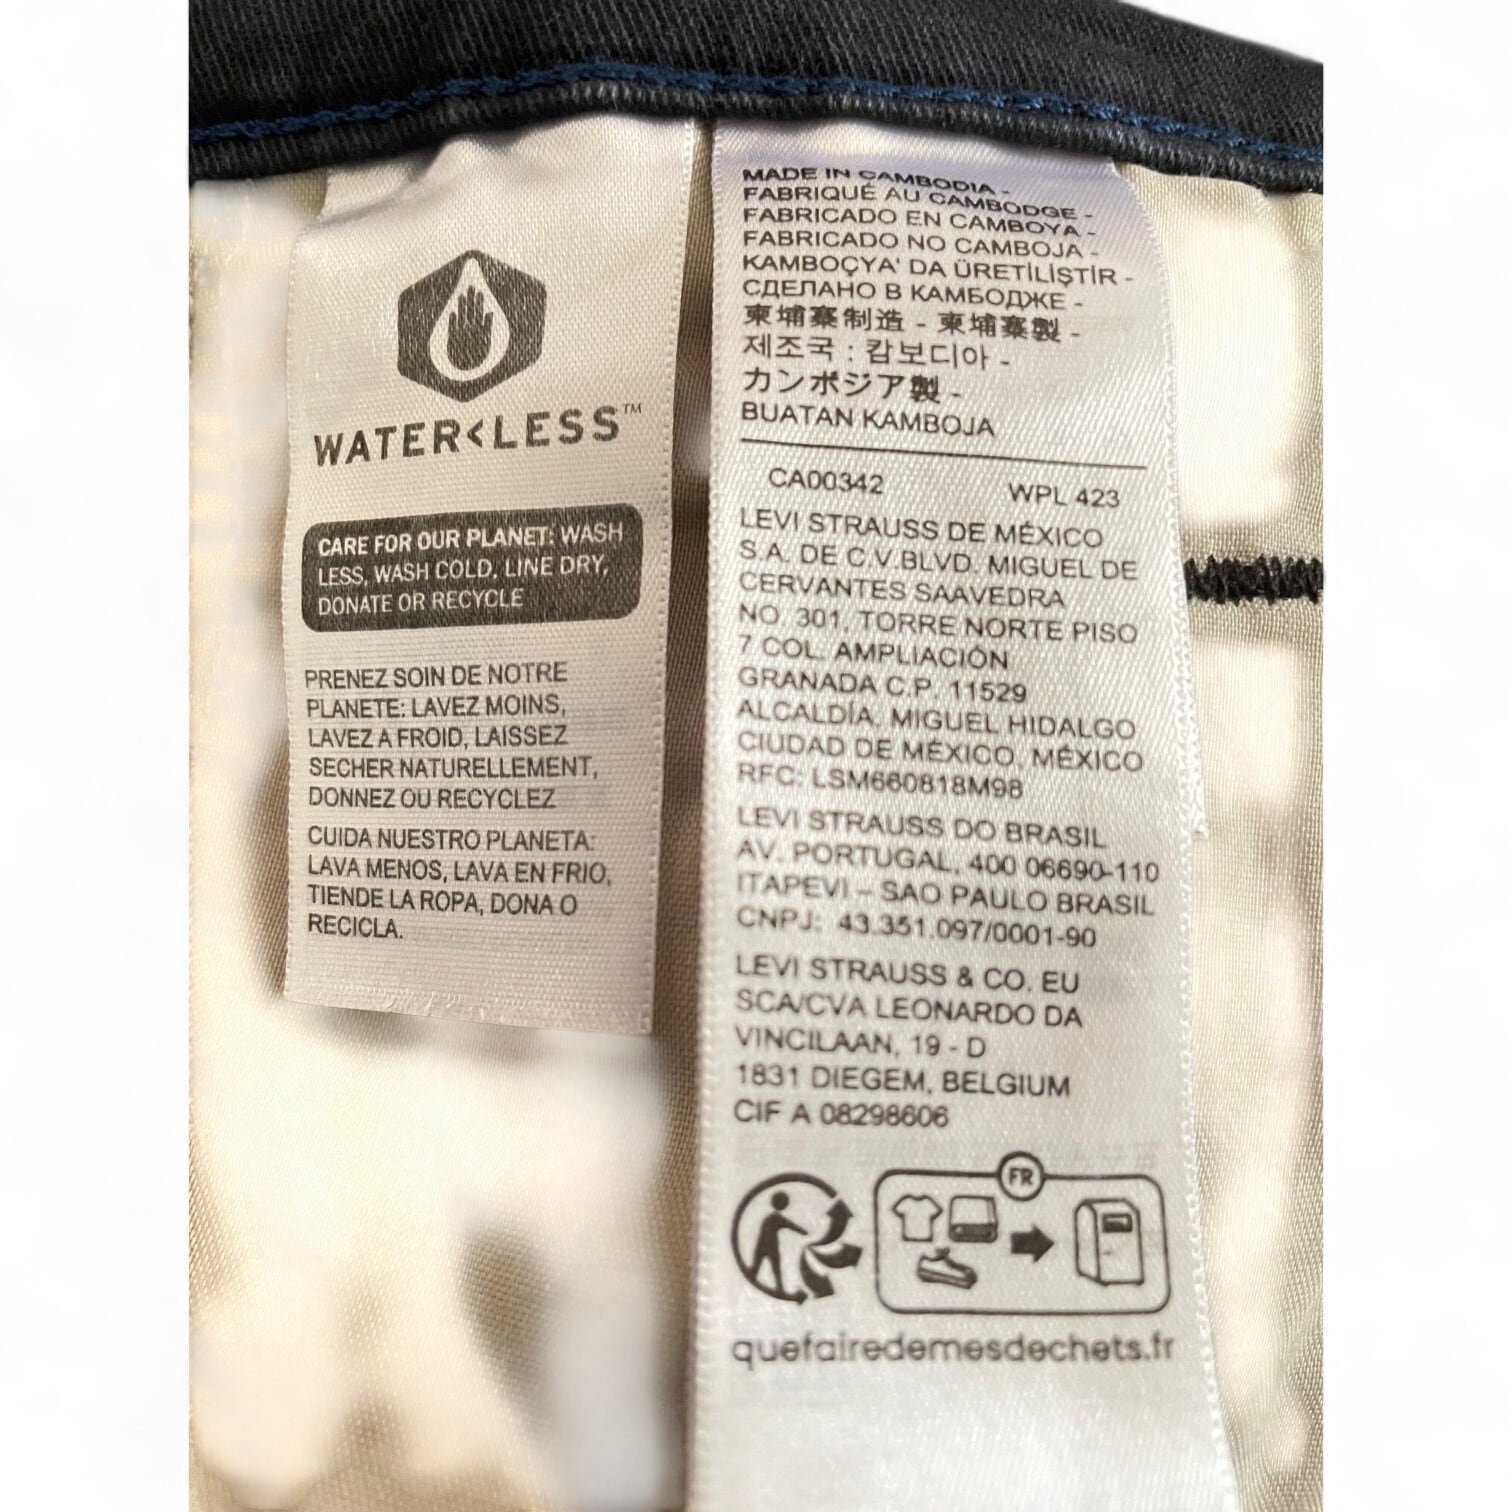 WATER<LESS™
CARE FOR OUR PLANET: WASH
LESS, WASH COLD, LINE DRY,
DONATE OR RECYCLE
PRENEZ SOIN DE NOTRE
PLANETE: LAVEZ MOINS,
LAVEZ A FROID, LAISSEZ
SECHER NATURELLEMENT,
DONNEZ OU RECYCLEZ
CUIDA NUESTRO PLANETA:
LAVA MENOS, LAVA EN FRIO,
TIENDE LA ROPA, DONA O
RECICLA.
MADE IN CAMBODIA -
FABRIQUÉ AU CAMBODGE -
FABRICADO EN CAMBOYA -
FABRICADO NO CAMBOJA -
KAMBOÇYA' DA ÜRETİLİŞTİR -
СДЕЛАНО В КАМБОДЖЕ -
柬埔寨制造 - 柬埔寨製 -
제조국 : 캄보디아 -
カンボジア製 -
BUATAN KAMBOJA
CA00342 WPL 423
LEVI STRAUSS DE MÉXICO
S.A. DE C.V.BLVD. MIGUEL DE
CERVANTES SAAVEDRA
NO. 301, TORRE NORTE PISO
7 COL. AMPLIACIÓN
GRANADA C.P. 11529
ALCALDÍA. MIGUEL HIDALGO
CIUDAD DE MÉXICO, MÉXICO
RFC: LSM660818M98
LEVI STRAUSS DO BRASIL
AV. PORTUGAL, 400 06690-110
ITAPEVI – SAO PAULO BRASIL
CNPJ: 43.351.097/0001-90
LEVI STRAUSS & CO. EU
SCA/CVA LEONARDO DA
VINCILAAN, 19 - D
1831 DIEGEM, BELGIUM
CIF A 08298606
FR
quefairedemesdechets.fr